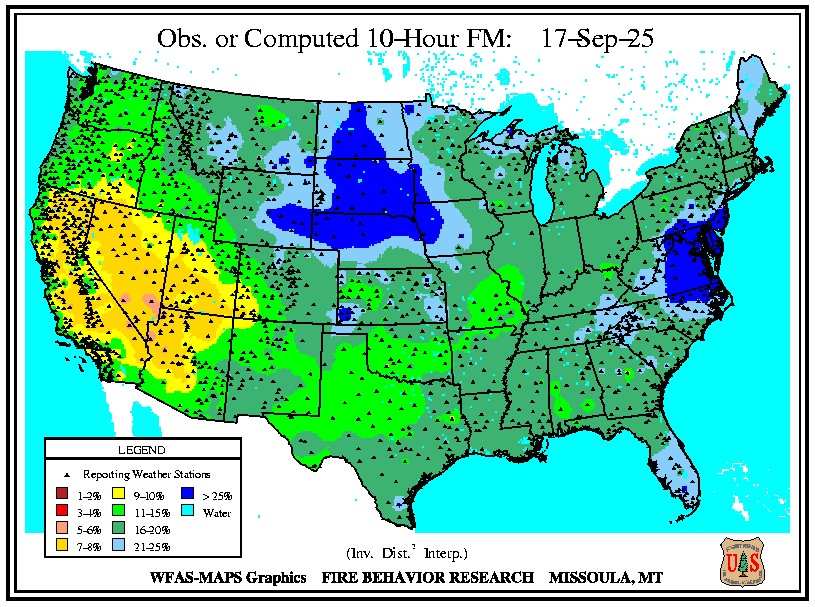 Obs. or Computed 10-Hour FM: 17-Sep-25
LEGEND
Reporting Weather Stations
1-2% 9-10% > 25%
3-4% 11-15% Water
5-6% 16-20%
7-8% 21-25%
(Inv. Dist.² Interp.)
WFAS-MAPS Graphics FIRE BEHAVIOR RESEARCH MISSOULA, MT
U S